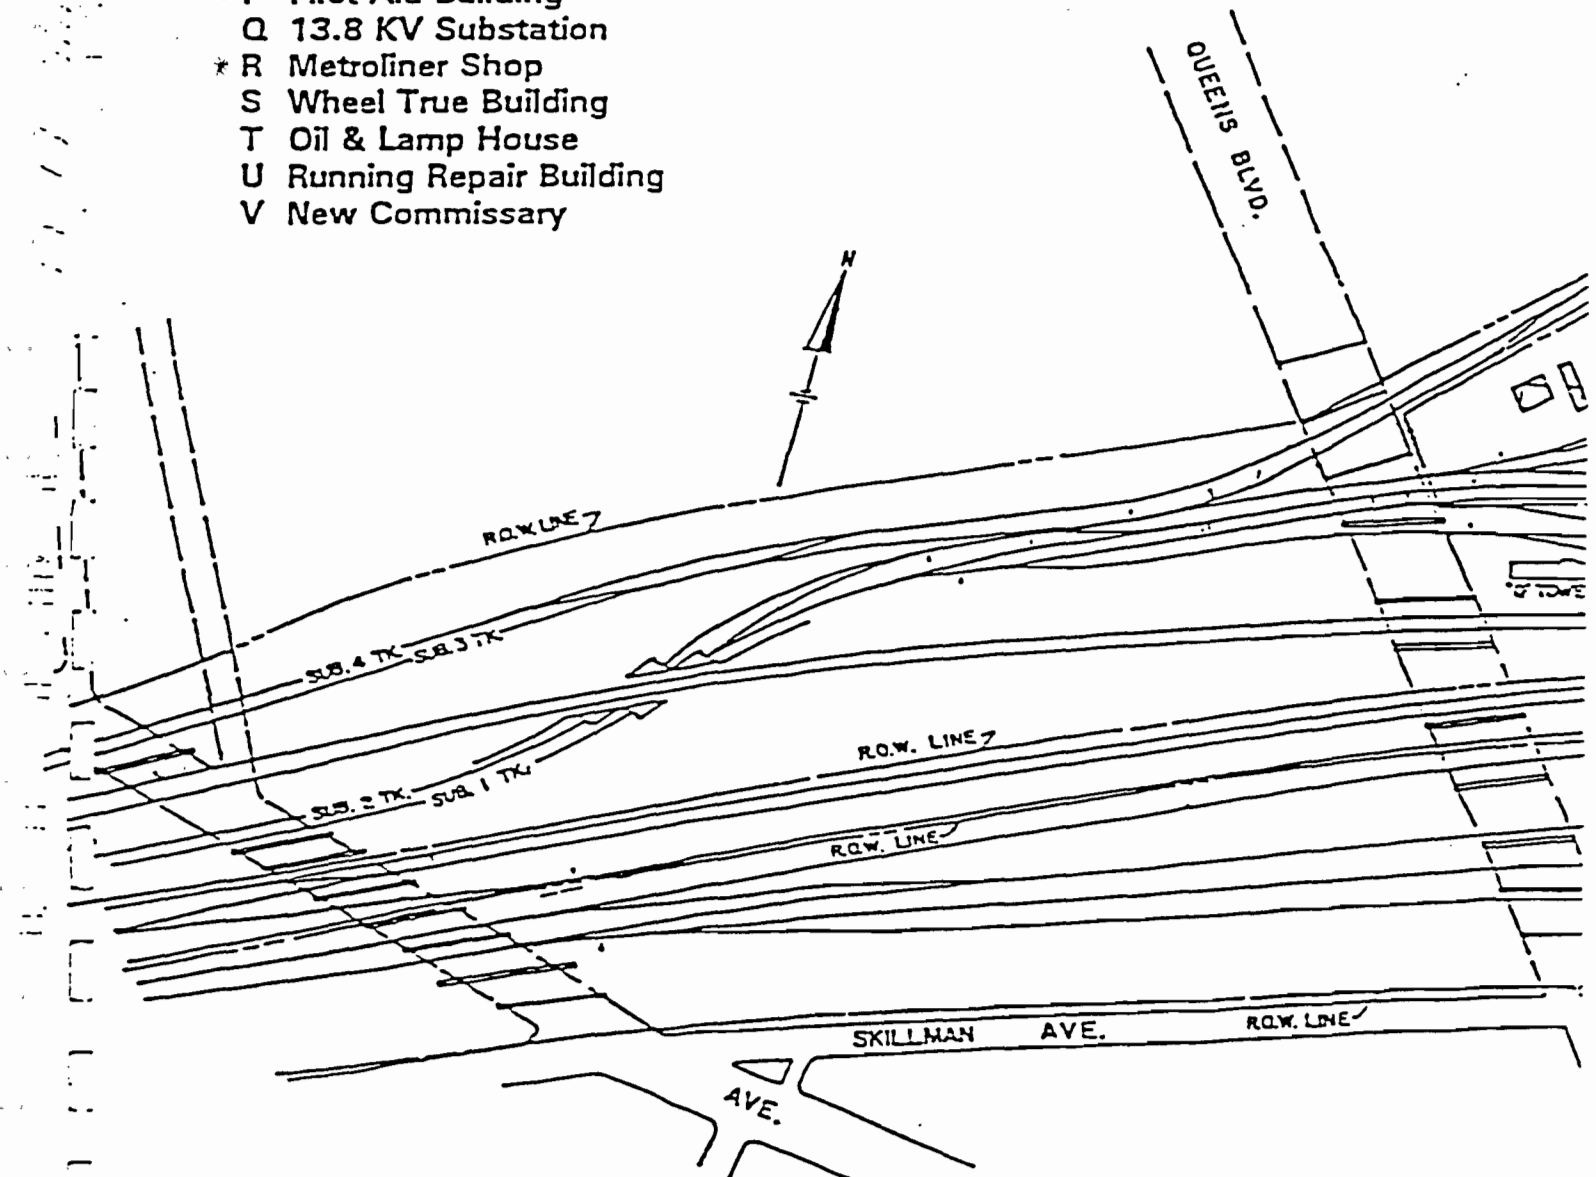 Q 13.8 KV Substation
* R Metroliner Shop
S Wheel True Building
T Oil & Lamp House
U Running Repair Building
V New Commissary
QUEENS BLVD.
N
R.O.W. LINE
SUB. 4 TK.
SUB. 3 TK.
R.O.W. LINE
SUB. 2 TK.
SUB. 1 TK.
R.O.W. LINE
SKILLMAN AVE.
R.O.W. LINE
AVE.